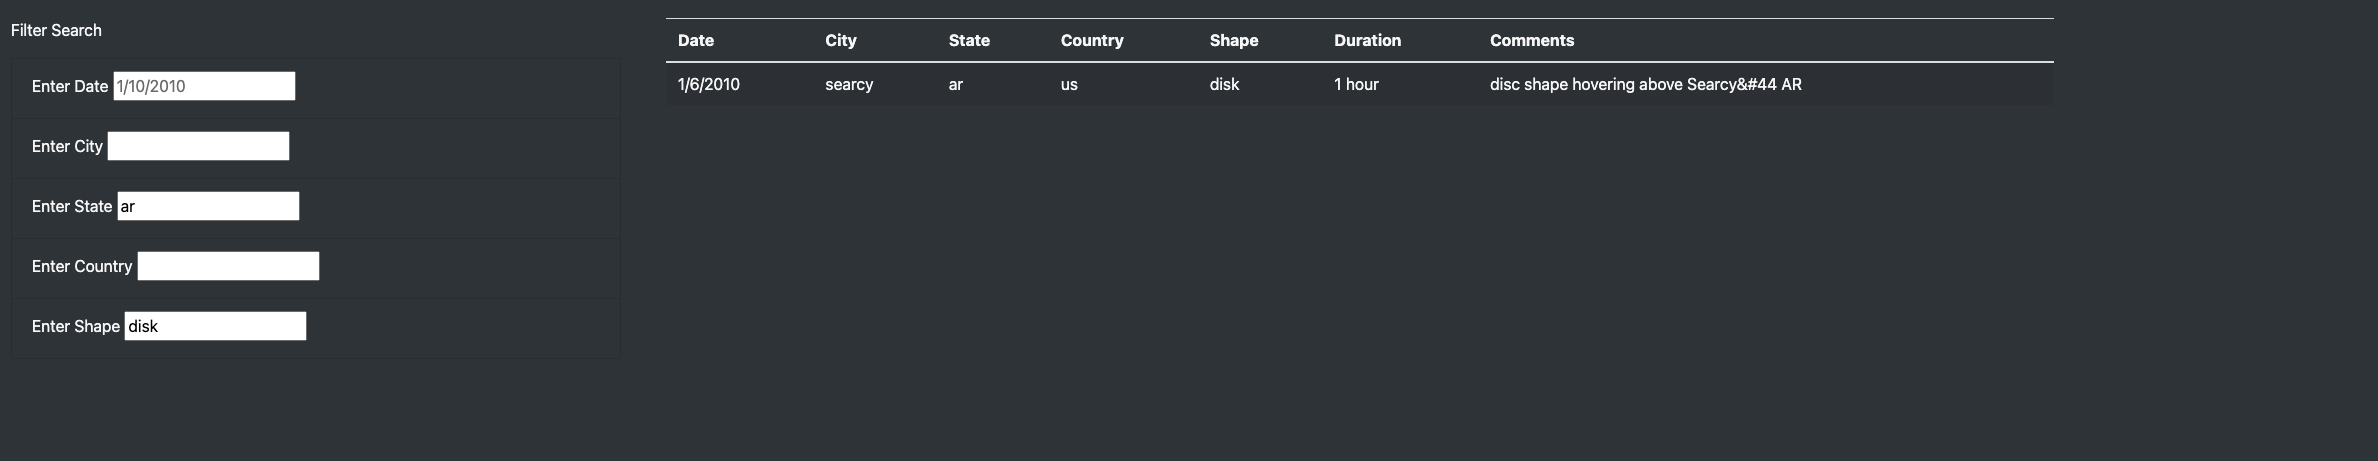 Filter Search
Enter Date 1/10/2010
Enter City
Enter State ar
Enter Country
Enter Shape disk
Date City State Country Shape Duration Comments
1/6/2010 searcy ar us disk 1 hour disc shape hovering above Searcy&#44 AR